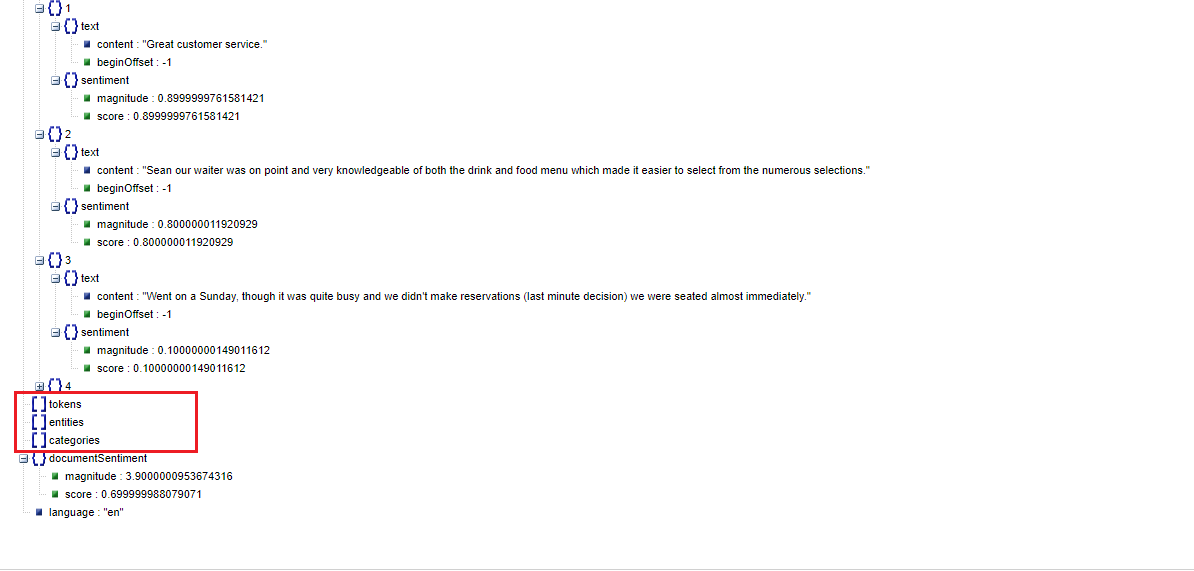 {} 1
{} text
content : "Great customer service."
beginOffset : -1
{} sentiment
magnitude : 0.8999999761581421
score : 0.8999999761581421
{} 2
{} text
content : "Sean our waiter was on point and very knowledgeable of both the drink and food menu which made it easier to select from the numerous selections."
beginOffset : -1
{} sentiment
magnitude : 0.800000011920929
score : 0.800000011920929
{} 3
{} text
content : "Went on a Sunday, though it was quite busy and we didn't make reservations (last minute decision) we were seated almost immediately."
beginOffset : -1
{} sentiment
magnitude : 0.10000000149011612
score : 0.10000000149011612
{} 4
[] tokens
[] entities
[] categories
{} documentSentiment
magnitude : 3.9000000953674316
score : 0.699999988079071
language : "en"